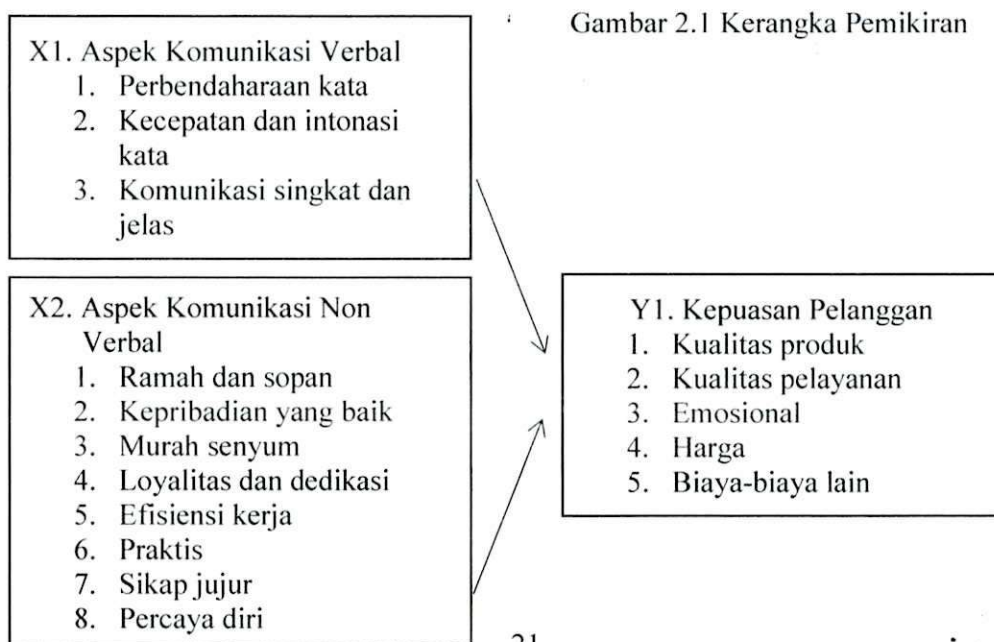 Gambar 2.1 Kerangka Pemikiran
X1. Aspek Komunikasi Verbal
1. Perbendaharaan kata
2. Kecepatan dan intonasi
kata
3. Komunikasi singkat dan
jelas
X2. Aspek Komunikasi Non
Verbal
1. Ramah dan sopan
2. Kepribadian yang baik
3. Murah senyum
4. Loyalitas dan dedikasi
5. Efisiensi kerja
6. Praktis
7. Sikap jujur
8. Percaya diri
Y1. Kepuasan Pelanggan
1. Kualitas produk
2. Kualitas pelayanan
3. Emosional
4. Harga
5. Biaya-biaya lain
21